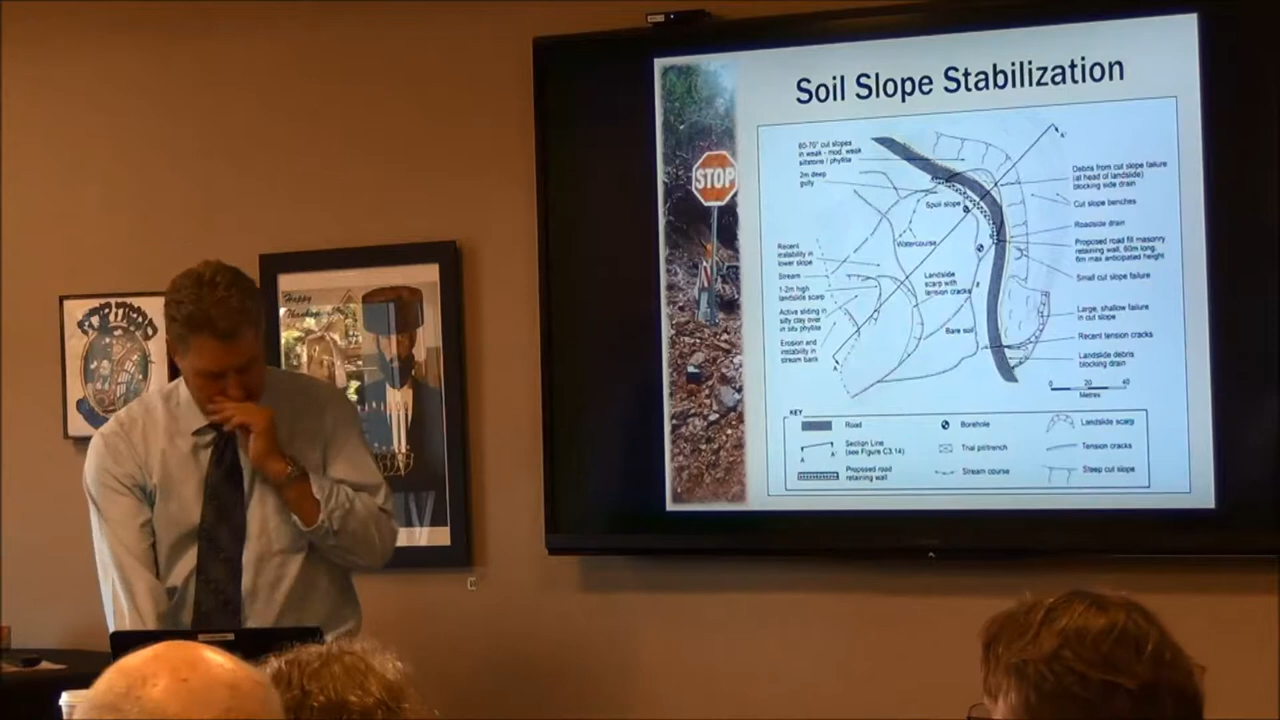 Soil Slope Stabilization
STOP
60-70° cut slopes
in weak - mod. weak
siltstone / phyllite
2m deep
gully
Spoil slope
Watercourse
Recent
instability in
lower slope
Stream
1-2m high
landslide scarp
Active sliding in
silty clay over
in situ phyllite
Erosion and
instability in
stream bank
Landslide
scarp with
tension cracks
Bare soil
A'
A
Debris from cut slope failure
(at head of landslide)
blocking side drain
Cut slope benches
Roadside drain
Proposed road fill masonry
retaining wall, 60m long,
6m max anticipated height
Small cut slope failure
Large, shallow failure
in cut slope
Recent tension cracks
Landslide debris
blocking drain
0 20 40
Metres
KEY
Road
Borehole
Landslide scarp
A A'
Section Line
(see Figure C3.14)
Trial pit/trench
Tension cracks
Proposed road
retaining wall
Stream course
Steep cut slope
Happy
Thanksgiving